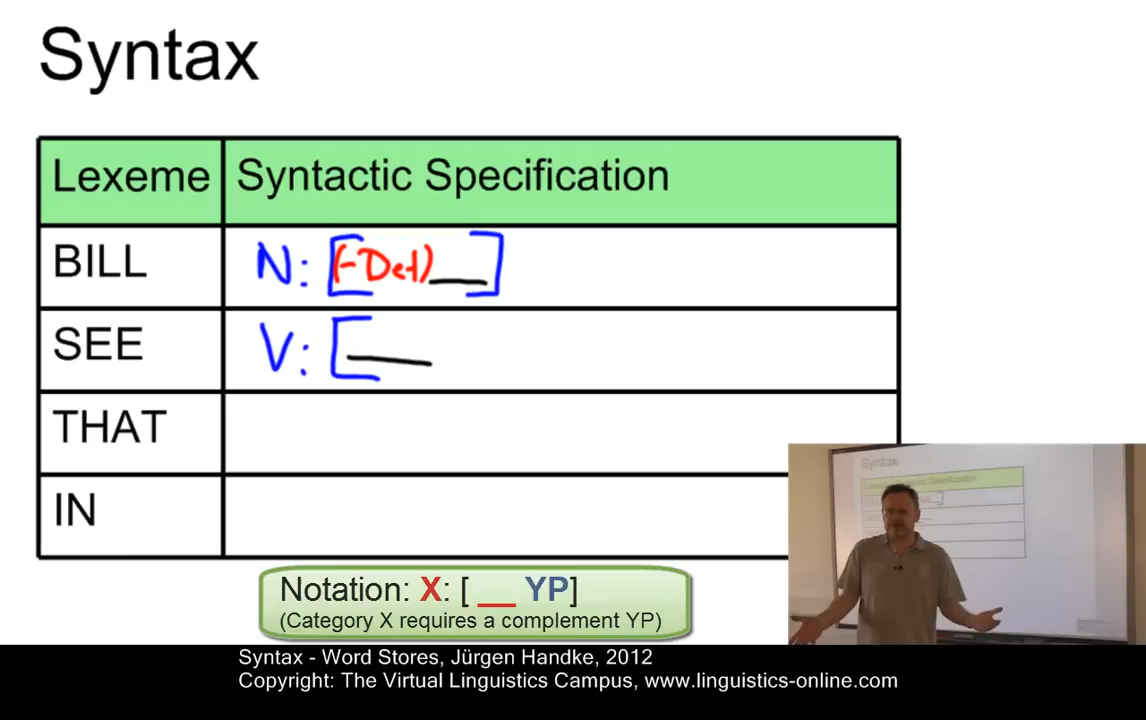 Syntax
Lexeme Syntactic Specification
BILL N: [(-Det)__]
SEE V: [__
THAT
IN
Notation: X: [ __ YP]
(Category X requires a complement YP)
Syntax
Syntax - Word Stores, Jürgen Handke, 2012
Copyright: The Virtual Linguistics Campus, www.linguistics-online.com